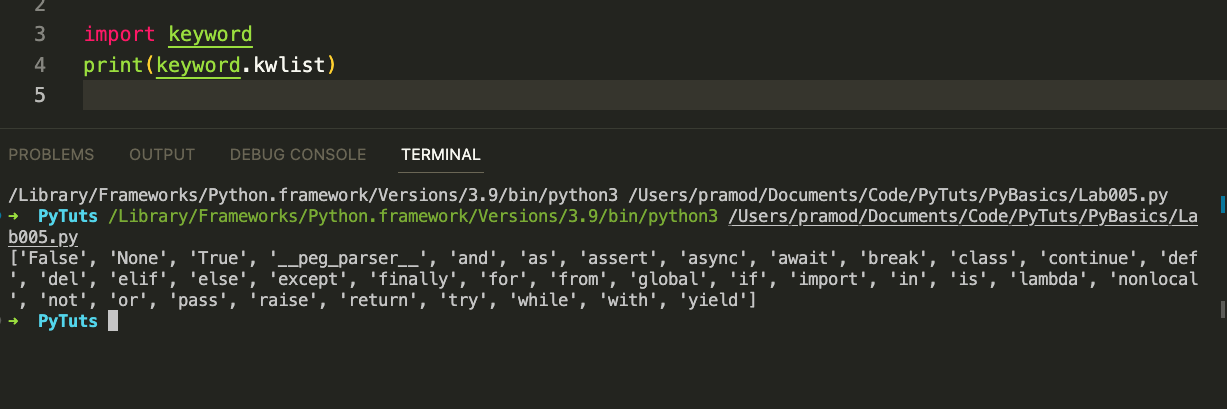 2
3 import keyword
4 print(keyword.kwlist)
5
PROBLEMS OUTPUT DEBUG CONSOLE TERMINAL
/Library/Frameworks/Python.framework/Versions/3.9/bin/python3 /Users/pramod/Documents/Code/PyTuts/PyBasics/Lab005.py
➜ PyTuts /Library/Frameworks/Python.framework/Versions/3.9/bin/python3 /Users/pramod/Documents/Code/PyTuts/PyBasics/La
b005.py
['False', 'None', 'True', '__peg_parser__', 'and', 'as', 'assert', 'async', 'await', 'break', 'class', 'continue', 'def
', 'del', 'elif', 'else', 'except', 'finally', 'for', 'from', 'global', 'if', 'import', 'in', 'is', 'lambda', 'nonlocal
', 'not', 'or', 'pass', 'raise', 'return', 'try', 'while', 'with', 'yield']
➜ PyTuts